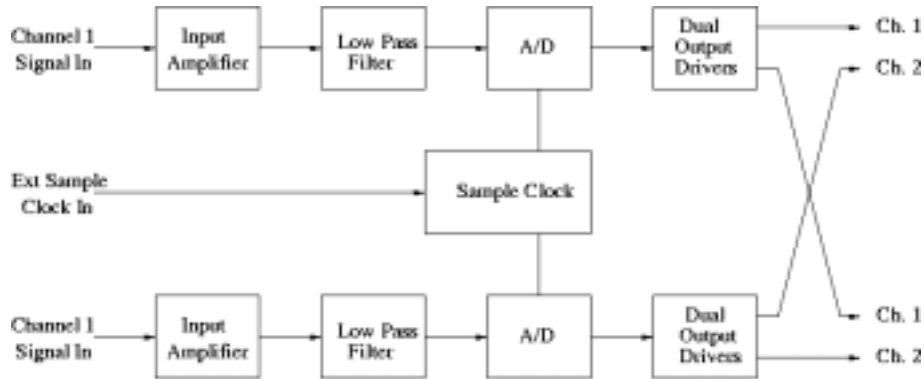 Channel 1
Signal In
Input
Amplifier
Low Pass
Filter
A/D
Dual
Output
Drivers
Ch. 1
Ch. 2
Ext Sample
Clock In
Sample Clock
Channel 1
Signal In
Input
Amplifier
Low Pass
Filter
A/D
Dual
Output
Drivers
Ch. 1
Ch. 2